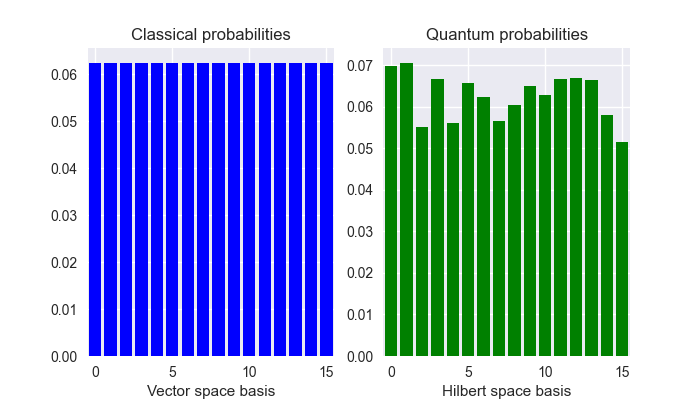 Classical probabilities
0.06
0.05
0.04
0.03
0.02
0.01
0.00
0 5 10 15
Vector space basis
Quantum probabilities
0.07
0.06
0.05
0.04
0.03
0.02
0.01
0.00
0 5 10 15
Hilbert space basis